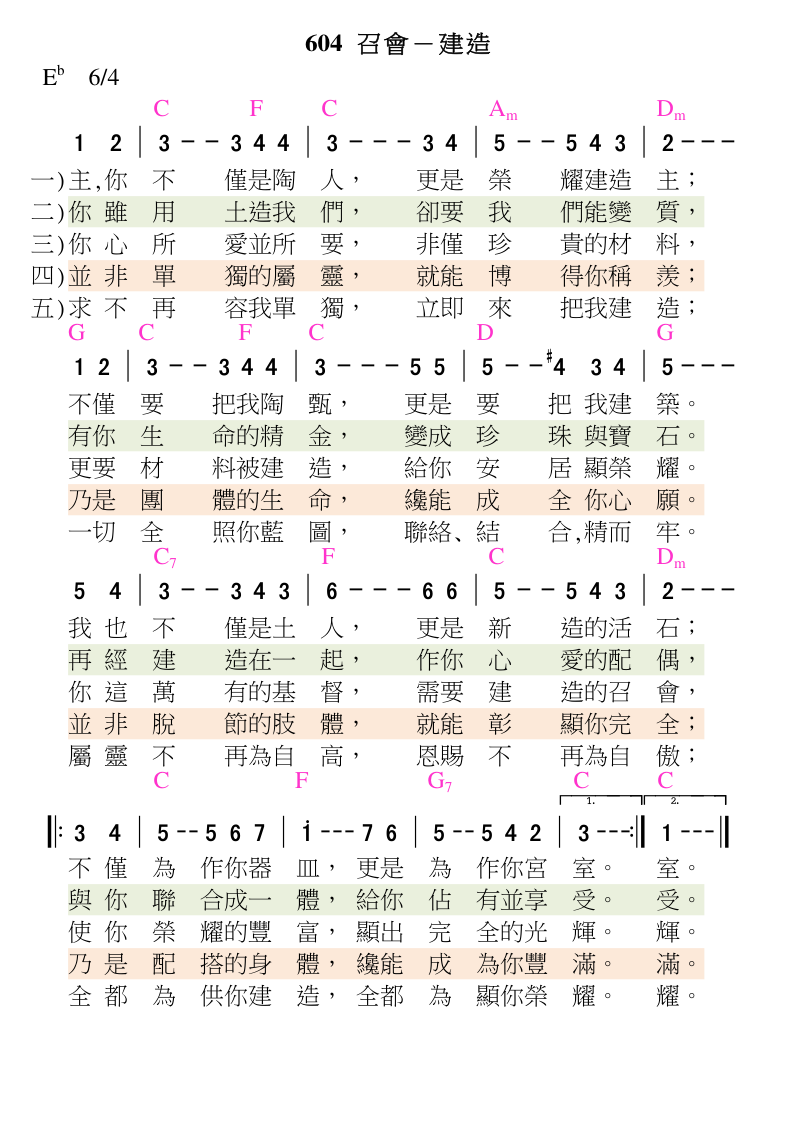 604 召會－建造
E♭ 6/4
C F C Am Dm
1 2 | 3 - - 3 4 4 | 3 - - - 3 4 | 5 - - 5 4 3 | 2 - - -
一)主,你 不 僅是陶 人， 更是 榮 耀建造 主；
二)你 雖 用 土造我 們， 卻要 我 們能變 質，
三)你 心 所 愛並所 要， 非僅 珍 貴的材 料，
四)並 非 單 獨的屬 靈， 就能 博 得你稱 羨；
五)求 不 再 容我單 獨， 立即 來 把我建 造；
G C F C D G
1 2 | 3 - - 3 4 4 | 3 - - - 5 5 | 5 - - #4 3 4 | 5 - - -
不僅 要 把我陶 甄， 更是 要 把 我建 築。
有你 生 命的精 金， 變成 珍 珠 與寶 石。
更要 材 料被建 造， 給你 安 居 顯榮 耀。
乃是 團 體的生 命， 纔能 成 全 你心 願。
一切 全 照你藍 圖， 聯絡、結 合,精而 牢。
C7 F C Dm
5 4 | 3 - - 3 4 3 | 6 - - - 6 6 | 5 - - 5 4 3 | 2 - - -
我 也 不 僅是土 人， 更是 新 造的活 石；
再 經 建 造在一 起， 作你 心 愛的配 偶，
你 這 萬 有的基 督， 需要 建 造的召 會，
並 非 脫 節的肢 體， 就能 彰 顯你完 全；
屬 靈 不 再為自 高， 恩賜 不 再為自 傲；
C F G7 C C
1. 2.
‖: 3 4 | 5 - - 5 6 7 | i - - - 7 6 | 5 - - 5 4 2 | 3 - - - :‖ 1 - - - ‖
不 僅 為 作你器 皿， 更是 為 作你宮 室。 室。
與 你 聯 合成一 體， 給你 佔 有並享 受。 受。
使 你 榮 耀的豐 富， 顯出 完 全的光 輝。 輝。
乃 是 配 搭的身 體， 纔能 成 為你豐 滿。 滿。
全 都 為 供你建 造， 全都 為 顯你榮 耀。 耀。